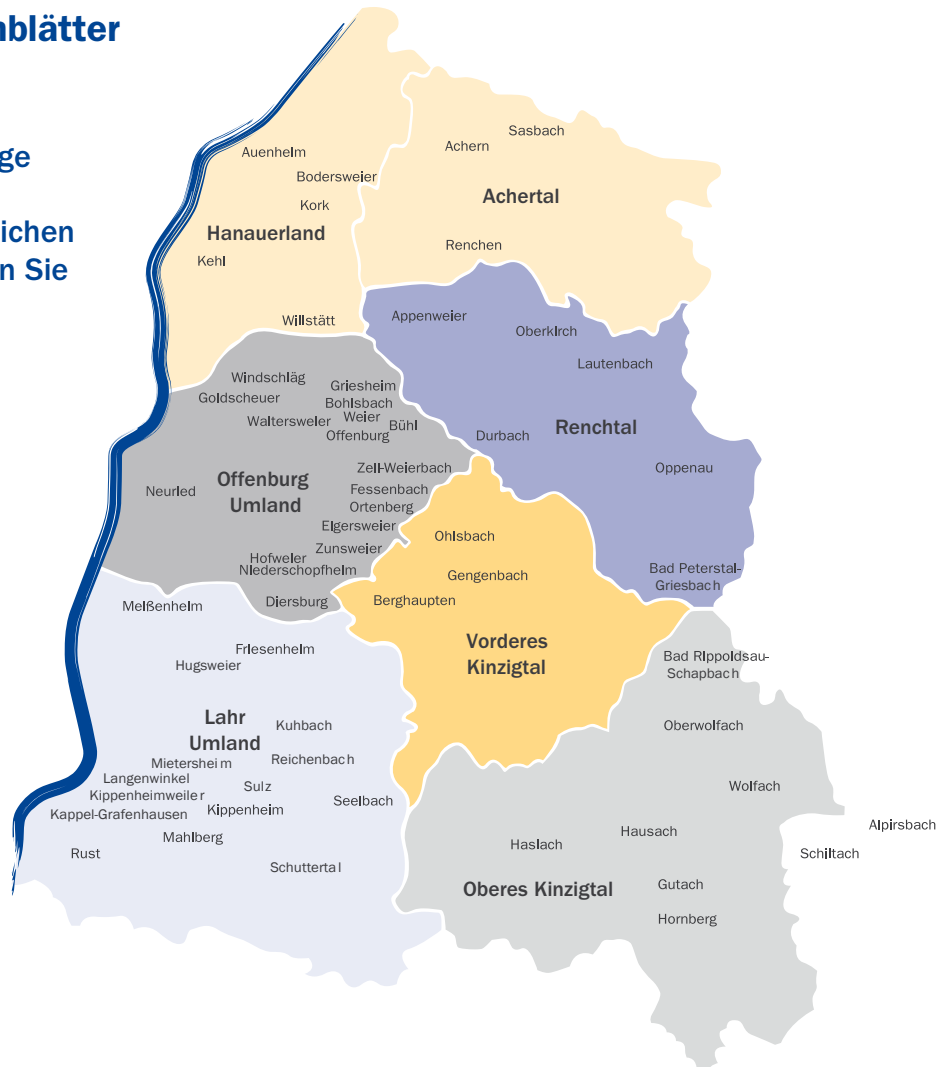 nblätter
ge
ichen
n Sie
Sasbach
Achern
Auenheim
Bodersweier
Achertal
Kork
Hanauerland
Renchen
Kehl
Willstätt
Appenweier
Oberkirch
Lautenbach
Windschläg
Griesheim
Goldscheuer
Bohlsbach
Weier
Waltersweier
Bühl
Offenburg
Durbach
Renchtal
Zell-Weierbach
Oppenau
Offenburg
Umland
Neuried
Fessenbach
Ortenberg
Elgersweier
Ohlsbach
Zunsweier
Hofweier
Niederschopfheim
Gengenbach
Bad Peterstal-
Griesbach
Diersburg
Berghaupten
Meißenheim
Vorderes
Kinzigtal
Friesenheim
Hugsweier
Bad Rippoldsau-
Schapbach
Lahr
Umland
Kuhbach
Oberwolfach
Mietersheim
Reichenbach
Langenwinkel
Sulz
Wolfach
Kippenheimweiler
Seelbach
Kappel-Grafenhausen
Kippenheim
Alpirsbach
Mahlberg
Haslach
Hausach
Rust
Schiltach
Schuttertal
Oberes Kinzigtal
Gutach
Hornberg